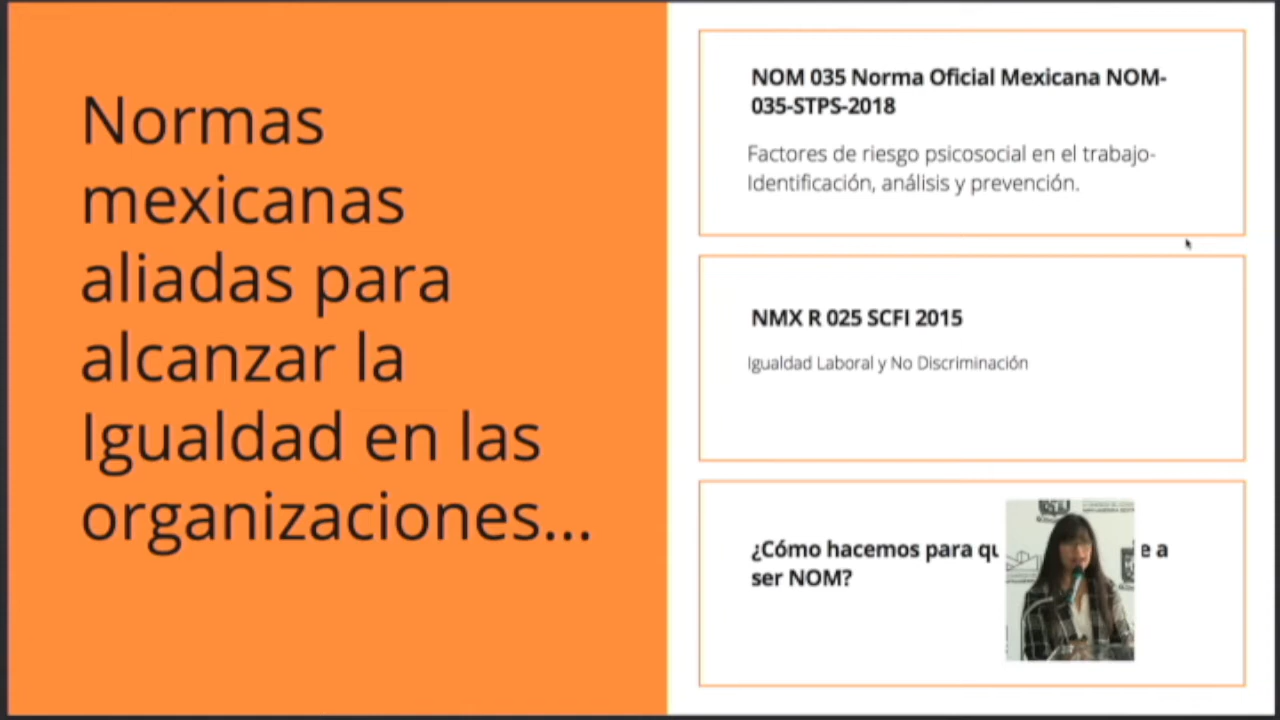 Normas
mexicanas
aliadas para
alcanzar la
Igualdad en las
organizaciones...
NOM 035 Norma Oficial Mexicana NOM-
035-STPS-2018
Factores de riesgo psicosocial en el trabajo-
Identificación, análisis y prevención.
NMX R 025 SCFI 2015
Igualdad Laboral y No Discriminación
¿Cómo hacemos para a
ser NOM?